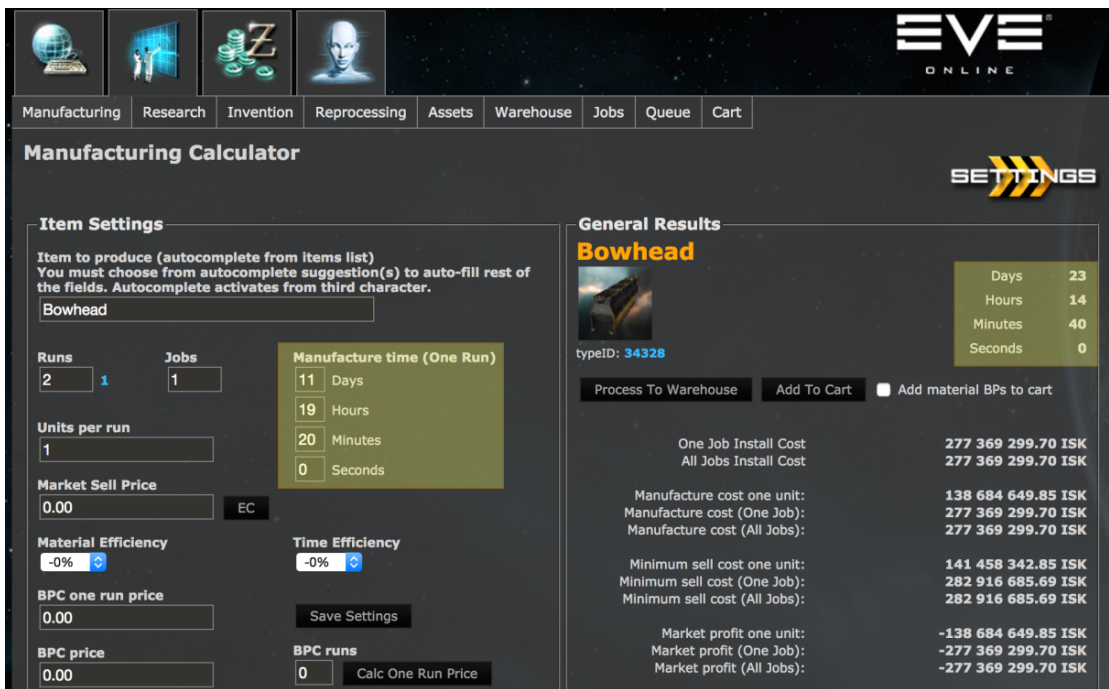 EVE
ONLINE
Manufacturing Research Invention Reprocessing Assets Warehouse Jobs Queue Cart
Manufacturing Calculator
SETTINGS
Item Settings
Item to produce (autocomplete from items list)
You must choose from autocomplete suggestion(s) to auto-fill rest of
the fields. Autocomplete activates from third character.
Bowhead
Runs Jobs
2 1 1
Manufacture time (One Run)
11 Days
19 Hours
20 Minutes
0 Seconds
Units per run
1
Market Sell Price
0.00 EC
Material Efficiency Time Efficiency
-0% -0%
BPC one run price
0.00 Save Settings
BPC price BPC runs
0.00 0 Calc One Run Price
General Results
Bowhead
typeID: 34328
Days 23
Hours 14
Minutes 40
Seconds 0
Process To Warehouse Add To Cart Add material BPs to cart
One Job Install Cost 277 369 299.70 ISK
All Jobs Install Cost 277 369 299.70 ISK
Manufacture cost one unit: 138 684 649.85 ISK
Manufacture cost (One Job): 277 369 299.70 ISK
Manufacture cost (All Jobs): 277 369 299.70 ISK
Minimum sell cost one unit: 141 458 342.85 ISK
Minimum sell cost (One Job): 282 916 685.69 ISK
Minimum sell cost (All Jobs): 282 916 685.69 ISK
Market profit one unit: -138 684 649.85 ISK
Market profit (One Job): -277 369 299.70 ISK
Market profit (All Jobs): -277 369 299.70 ISK